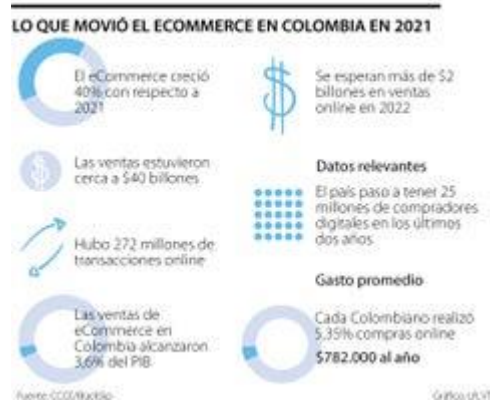 LO QUE MOVIÓ EL ECOMMERCE EN COLOMBIA EN 2021
El eCommerce creció
40% con respecto a
2021
Las ventas estuvieron
cerca a $40 billones
Hubo 272 millones de
transacciones online
Las ventas de
eCommerce en
Colombia alcanzaron
3,6% del PIB
Se esperan más de $2
billones en ventas
online en 2022
Datos relevantes
El país paso a tener 25
millones de compradores
digitales en los últimos
dos años
Gasto promedio
Cada Colombiano realizó
5,35% compras online
$782.000 al año
Fuente: CCCE/
Gráfico: LR,